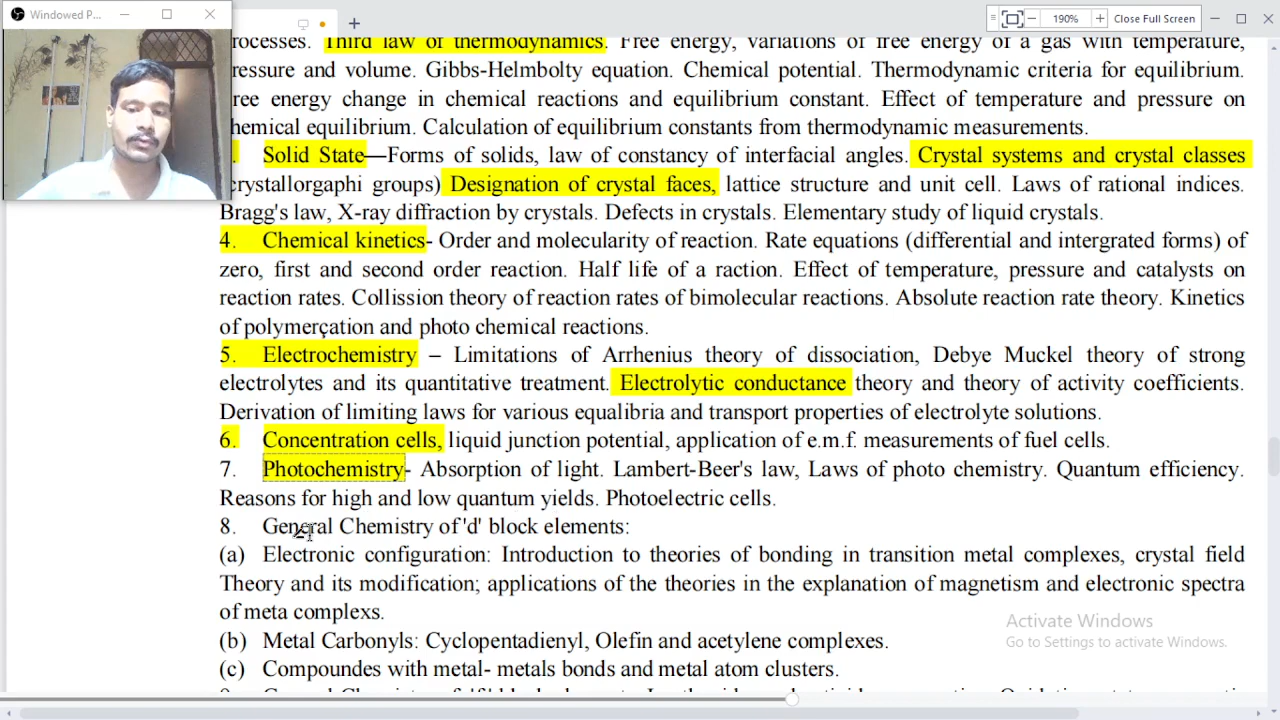 Windowed P...
190%
Close Full Screen
rocesses. Third law of thermodynamics. Free energy, variations of free energy of a gas with temperature,
ressure and volume. Gibbs-Helmbolty equation. Chemical potential. Thermodynamic criteria for equilibrium.
ree energy change in chemical reactions and equilibrium constant. Effect of temperature and pressure on
hemical equilibrium. Calculation of equilibrium constants from thermodynamic measurements.
. Solid State—Forms of solids, law of constancy of interfacial angles. Crystal systems and crystal classes
crystallorgaphi groups) Designation of crystal faces, lattice structure and unit cell. Laws of rational indices.
Bragg's law, X-ray diffraction by crystals. Defects in crystals. Elementary study of liquid crystals.
4. Chemical kinetics- Order and molecularity of reaction. Rate equations (differential and intergrated forms) of
zero, first and second order reaction. Half life of a raction. Effect of temperature, pressure and catalysts on
reaction rates. Collission theory of reaction rates of bimolecular reactions. Absolute reaction rate theory. Kinetics
of polymerçation and photo chemical reactions.
5. Electrochemistry – Limitations of Arrhenius theory of dissociation, Debye Muckel theory of strong
electrolytes and its quantitative treatment. Electrolytic conductance theory and theory of activity coefficients.
Derivation of limiting laws for various equalibria and transport properties of electrolyte solutions.
6. Concentration cells, liquid junction potential, application of e.m.f. measurements of fuel cells.
7. Photochemistry- Absorption of light. Lambert-Beer's law, Laws of photo chemistry. Quantum efficiency.
Reasons for high and low quantum yields. Photoelectric cells.
8. General Chemistry of 'd' block elements:
(a) Electronic configuration: Introduction to theories of bonding in transition metal complexes, crystal field
Theory and its modification; applications of the theories in the explanation of magnetism and electronic spectra
of meta complexs.
(b) Metal Carbonyls: Cyclopentadienyl, Olefin and acetylene complexes.
(c) Compoundes with metal- metals bonds and metal atom clusters.
Activate Windows
Go to Settings to activate Windows.